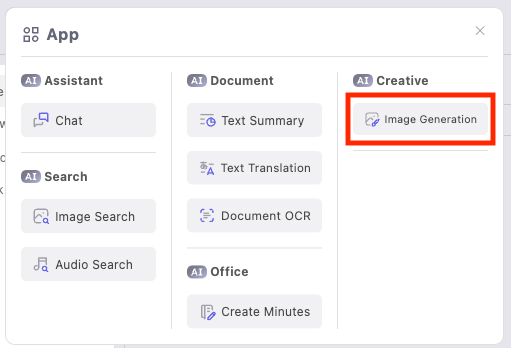 App
AI Assistant
Chat
AI Search
Image Search
Audio Search
AI Document
Text Summary
Text Translation
Document OCR
AI Office
Create Minutes
AI Creative
Image Generation